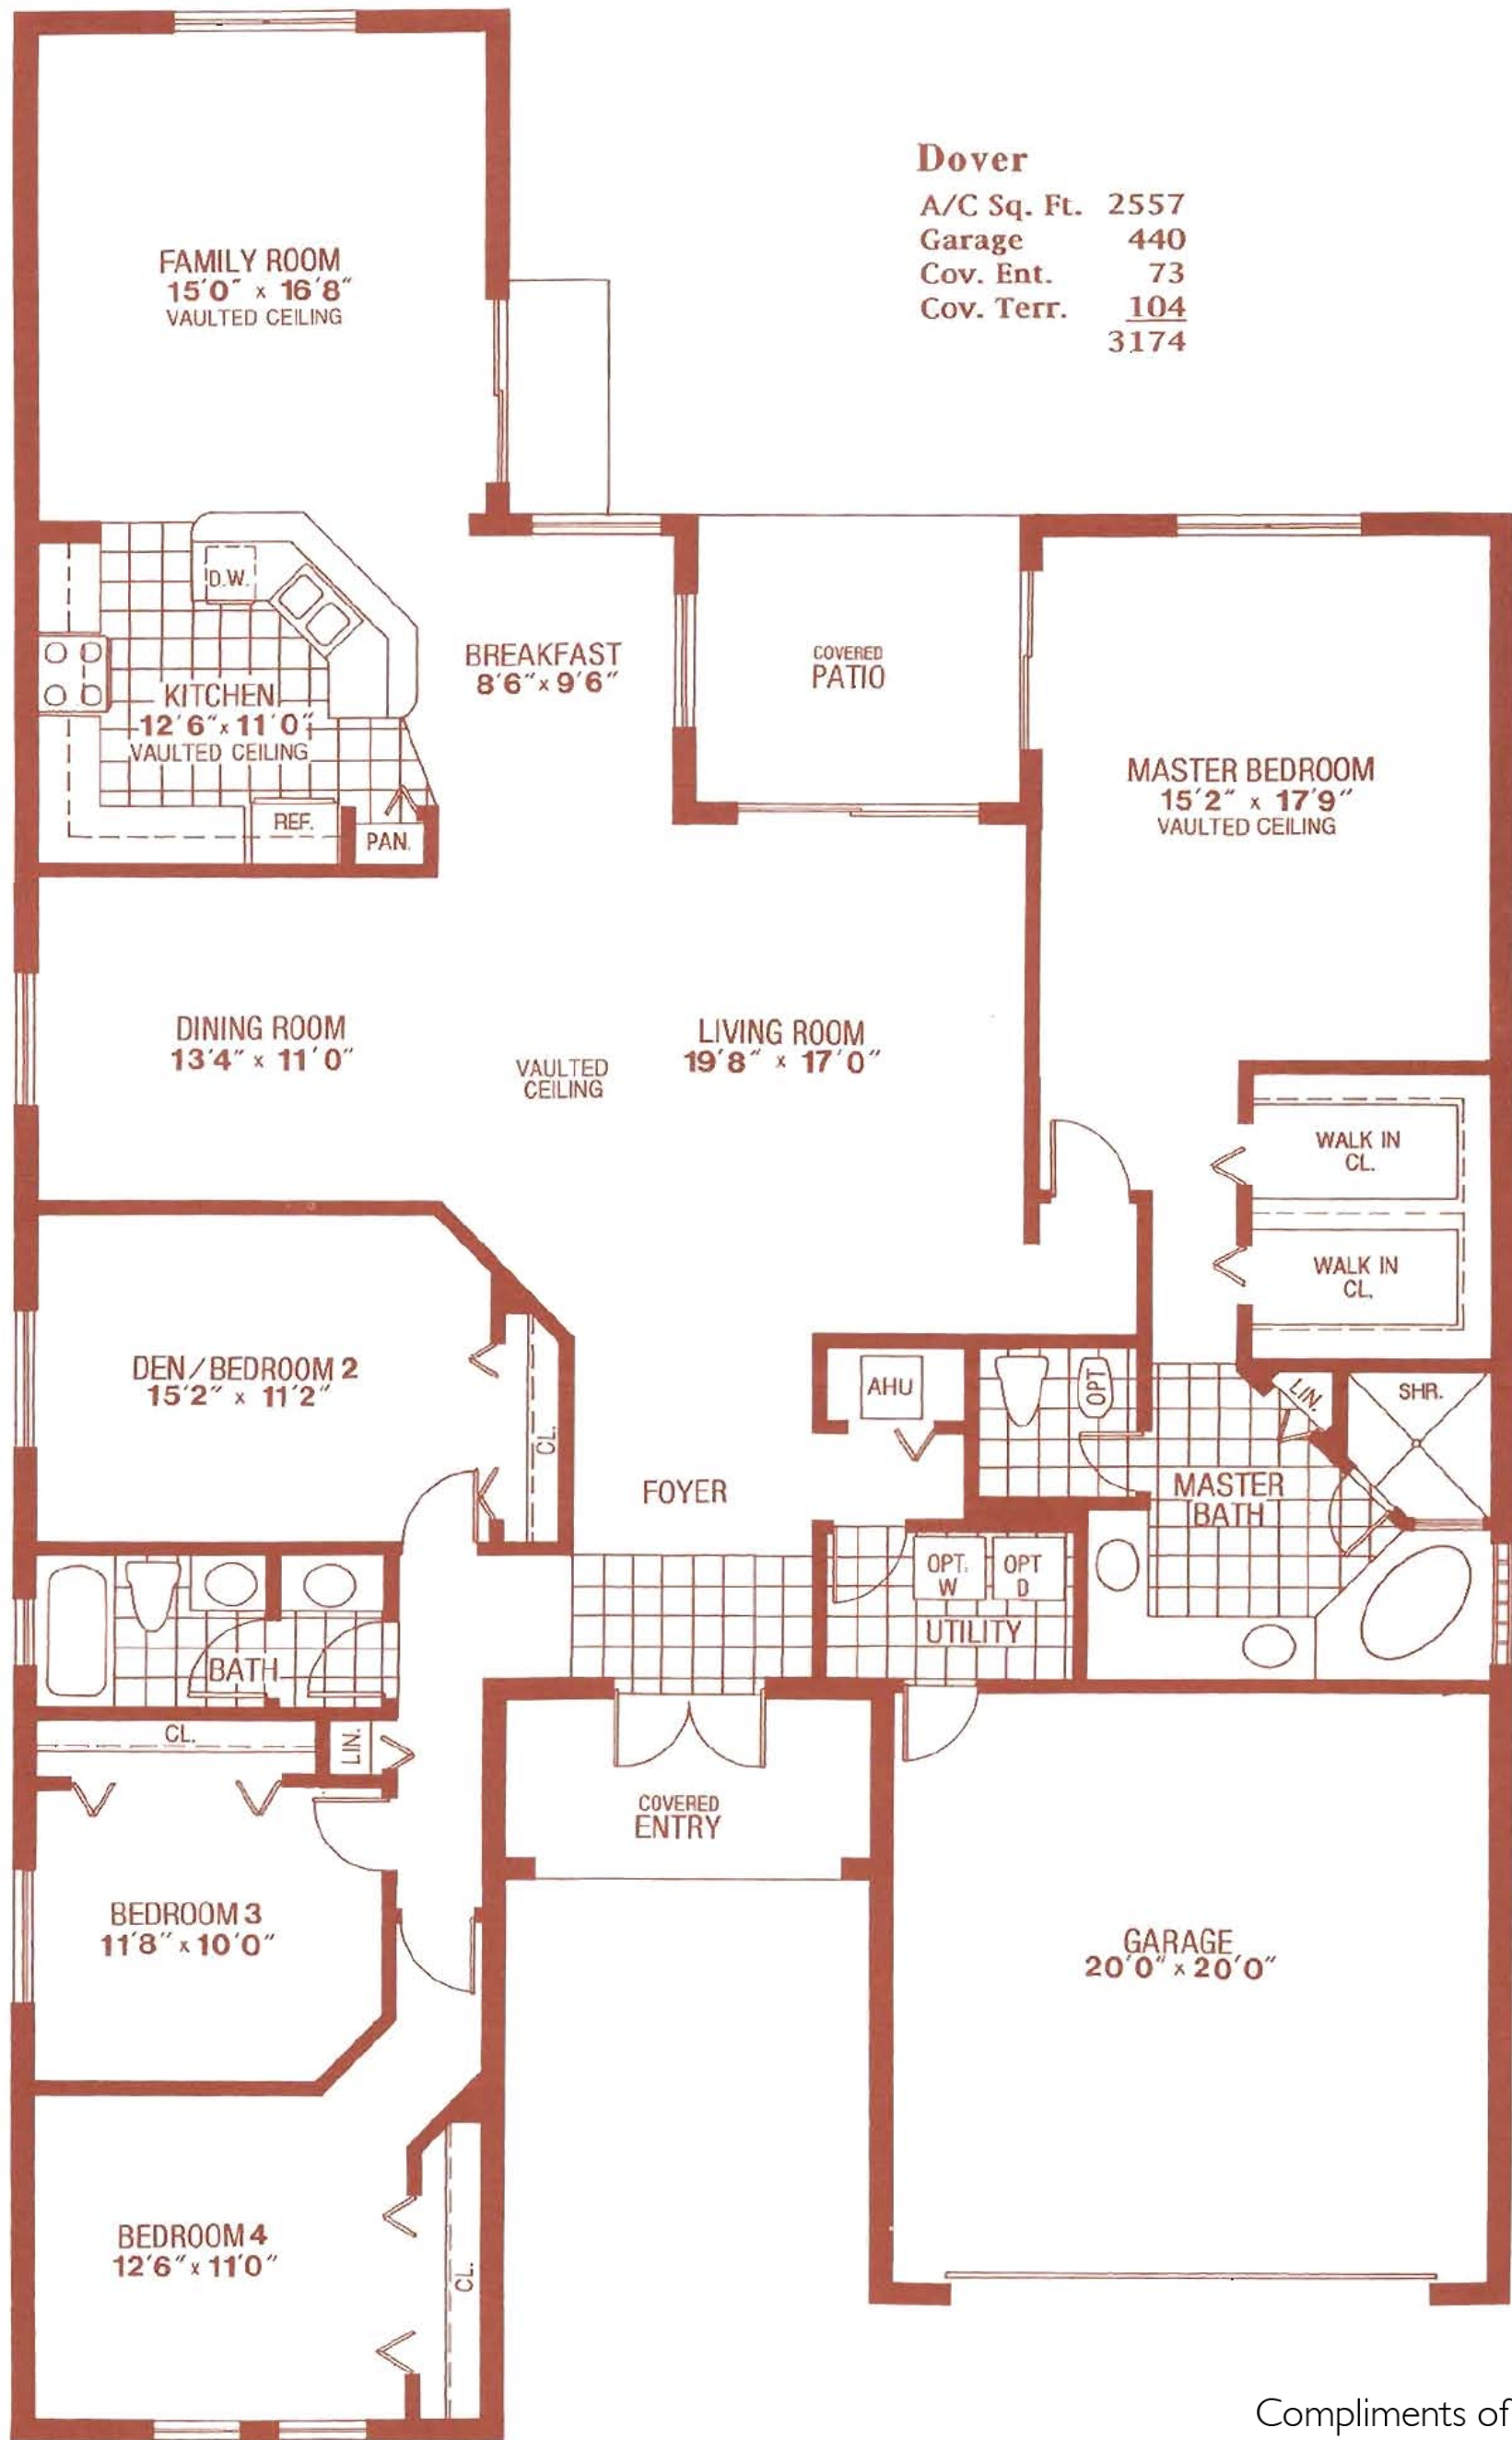 Dover
A/C Sq. Ft. 2557
Garage 440
Cov. Ent. 73
Cov. Terr. 104
3174
FAMILY ROOM
15'0" x 16'8"
VAULTED CEILING
D.W.
KITCHEN
12'6" x 11'0"
VAULTED CEILING
REF.
PAN.
BREAKFAST
8'6" x 9'6"
COVERED
PATIO
MASTER BEDROOM
15'2" x 17'9"
VAULTED CEILING
DINING ROOM
13'4" x 11'0"
VAULTED
CEILING
LIVING ROOM
19'8" x 17'0"
WALK IN
CL.
WALK IN
CL.
DEN/BEDROOM 2
15'2" x 11'2"
CL.
AHU
OPT
LIN.
SHR.
FOYER
MASTER
BATH
OPT.
W
OPT
D
UTILITY
BATH
CL.
LIN.
COVERED
ENTRY
BEDROOM 3
11'8" x 10'0"
GARAGE
20'0" x 20'0"
BEDROOM 4
12'6" x 11'0"
CL.
Compliments of